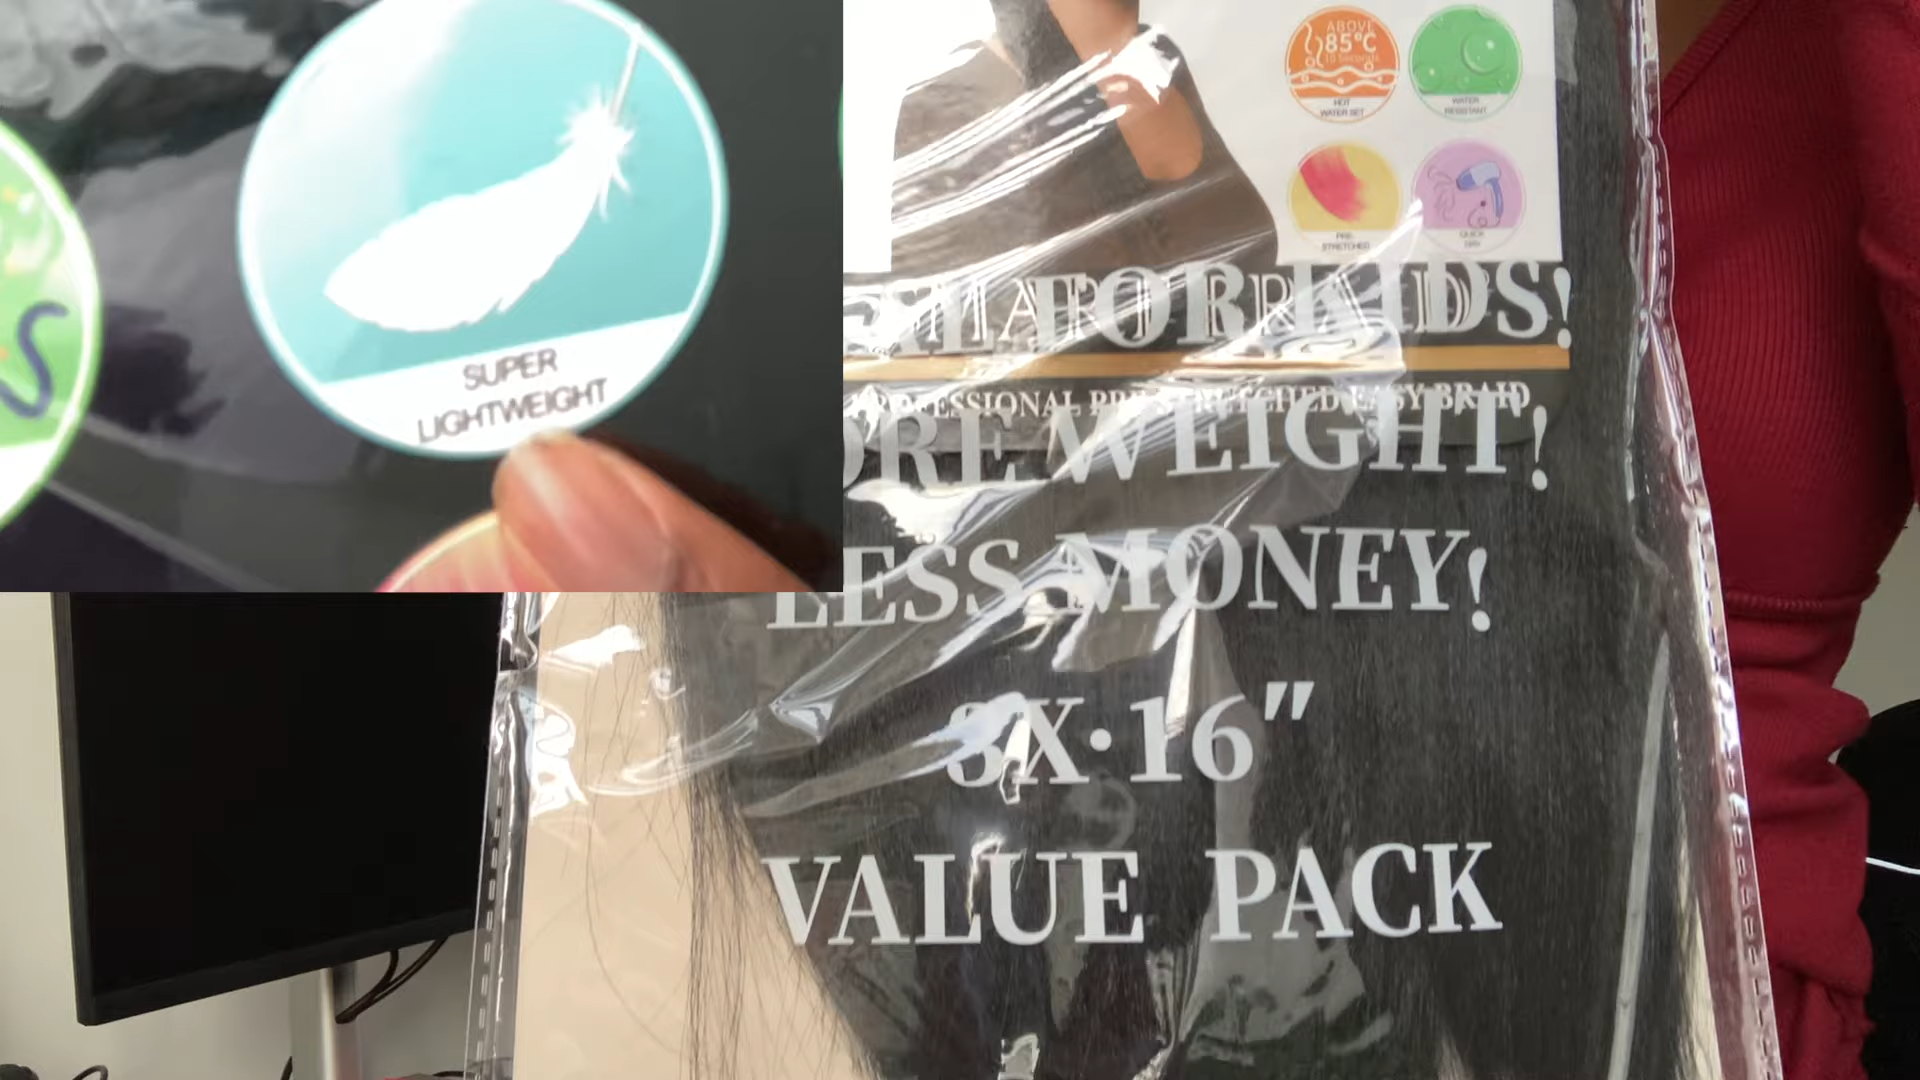 SUPER
LIGHTWEIGHT
ABOVE
85°C
HOT
WATER SET
WATER
RESISTANT
PRE-
STRETCHED
QUICK
DRY
FOR KIDS!
PROFESSIONAL PRE STRETCHED EASY BRAID
WEIGHT!
LESS MONEY!
16"
VALUE PACK